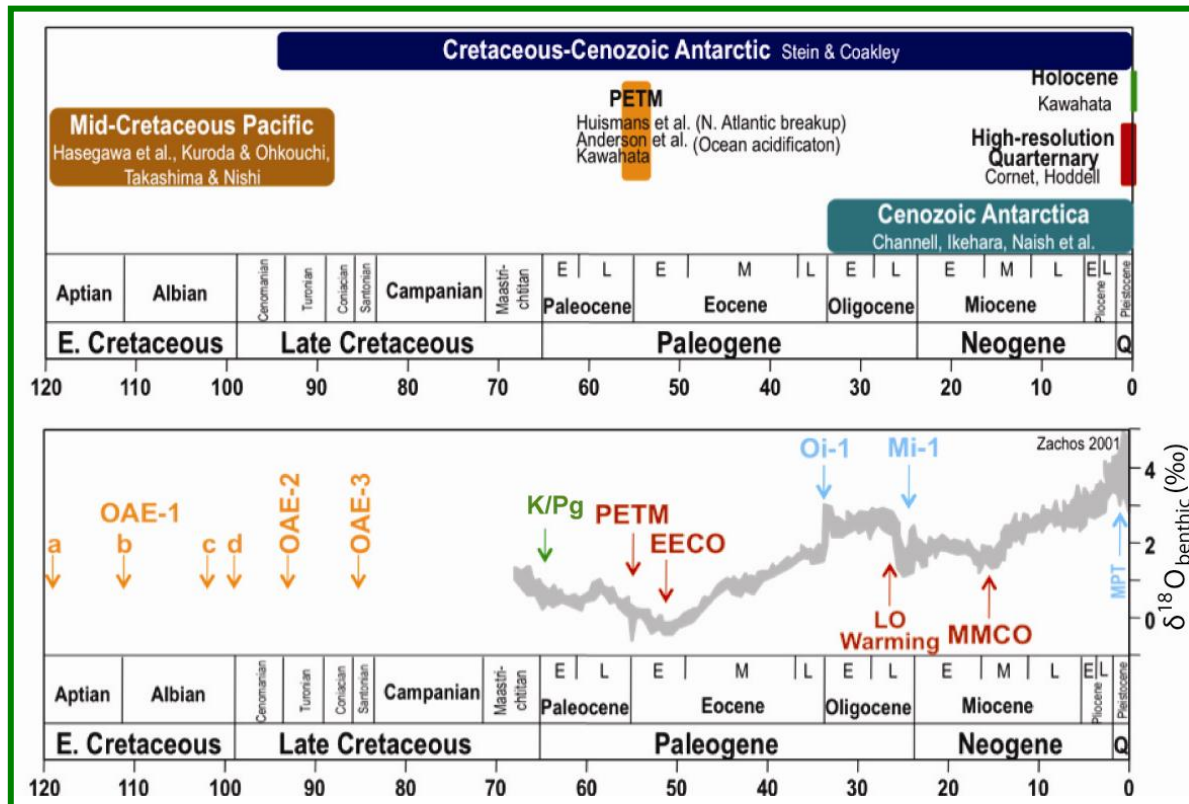 Cretaceous-Cenozoic Antarctic Stein & Coakley
Holocene
Kawahata
PETM
Huismans et al. (N. Atlantic breakup)
Anderson et al. (Ocean acidificaton)
Kawahata
Mid-Cretaceous Pacific
Hasegawa et al., Kuroda & Ohkouchi,
Takashima & Nishi
High-resolution
Quarternary
Cornet, Hoddell
Cenozoic Antarctica
Channell, Ikehara, Naish et al.
E L E M L E L E M L E L
Aptian Albian Cenomanian Turonian Coniacian Santonian Campanian Maastri-chtitan Paleocene Eocene Oligocene Miocene Pliocene Pleistocene
E. Cretaceous Late Cretaceous Paleogene Neogene Q
120 110 100 90 80 70 60 50 40 30 20 10 0
Zachos 2001
Oi-1 Mi-1
OAE-1 OAE-2 OAE-3 K/Pg PETM EECO
a b c d
LO
Warming
MMCO
MPT
4
2
0
δ18Obenthic (‰)
E L E M L E L E M L E L
Aptian Albian Cenomanian Turonian Coniacian Santonian Campanian Maastri-chtitan Paleocene Eocene Oligocene Miocene Pliocene Pleistocene
E. Cretaceous Late Cretaceous Paleogene Neogene Q
120 110 100 90 80 70 60 50 40 30 20 10 0